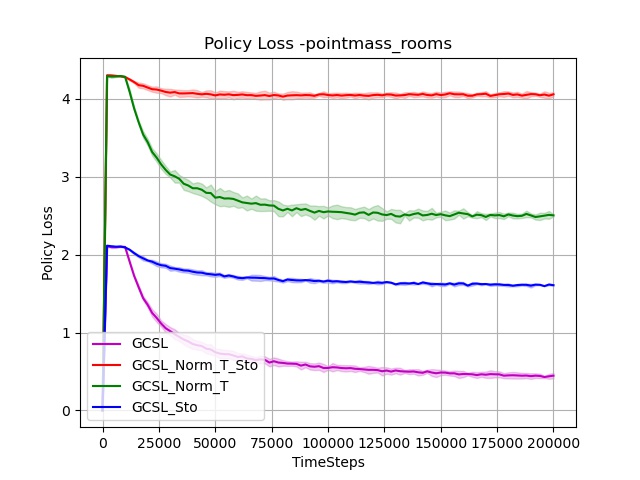 Policy Loss -pointmass_rooms
Policy Loss
4
3
2
1
0
GCSL
GCSL_Norm_T_Sto
GCSL_Norm_T
GCSL_Sto
0 25000 50000 75000 100000 125000 150000 175000 200000
TimeSteps